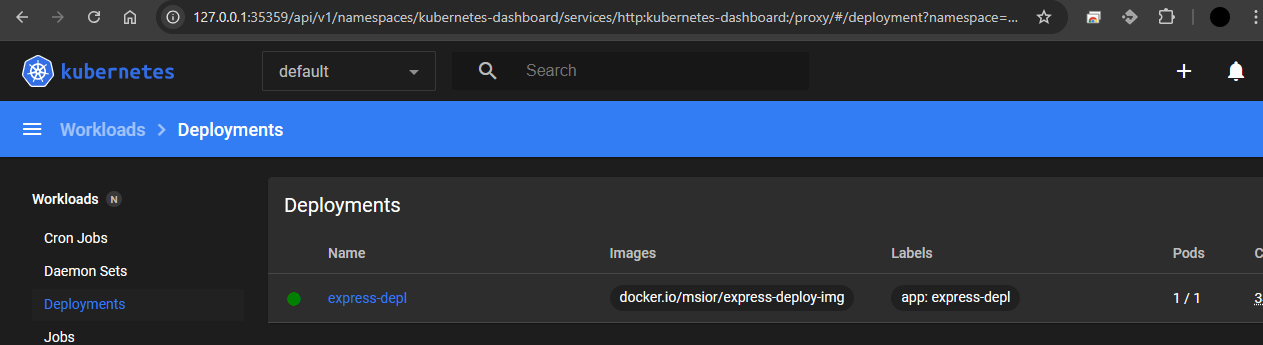 127.0.0.1:35359/api/v1/namespaces/kubernetes-dashboard/services/http:kubernetes-dashboard:/proxy/#/deployment?namespace=...
kubernetes
default
Search
Workloads
Deployments
Workloads N
Cron Jobs
Daemon Sets
Deployments
Jobs
Deployments
Name Images Labels Pods C
express-depl docker.io/msior/express-deploy-img app: express-depl 1 / 1 3